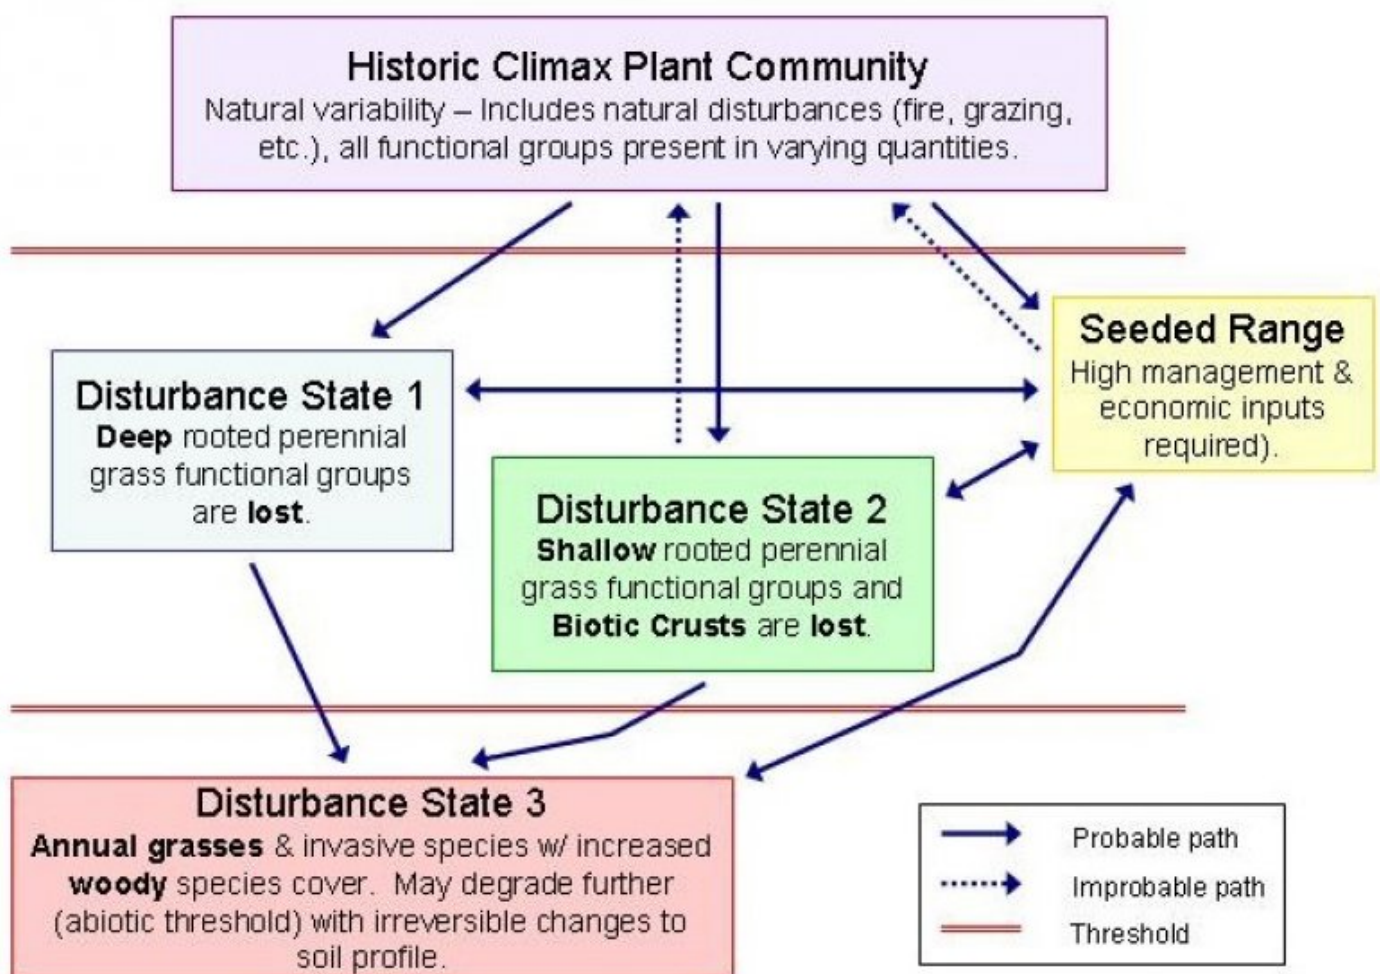 Historic Climax Plant Community
Natural variability – Includes natural disturbances (fire, grazing,
etc.), all functional groups present in varying quantities.
Seeded Range
High management &
economic inputs
required).
Disturbance State 1
Deep rooted perennial
grass functional groups
are lost.
Disturbance State 2
Shallow rooted perennial
grass functional groups and
Biotic Crusts are lost.
Disturbance State 3
Annual grasses & invasive species w/ increased
woody species cover. May degrade further
(abiotic threshold) with irreversible changes to
soil profile.
Probable path
Improbable path
Threshold